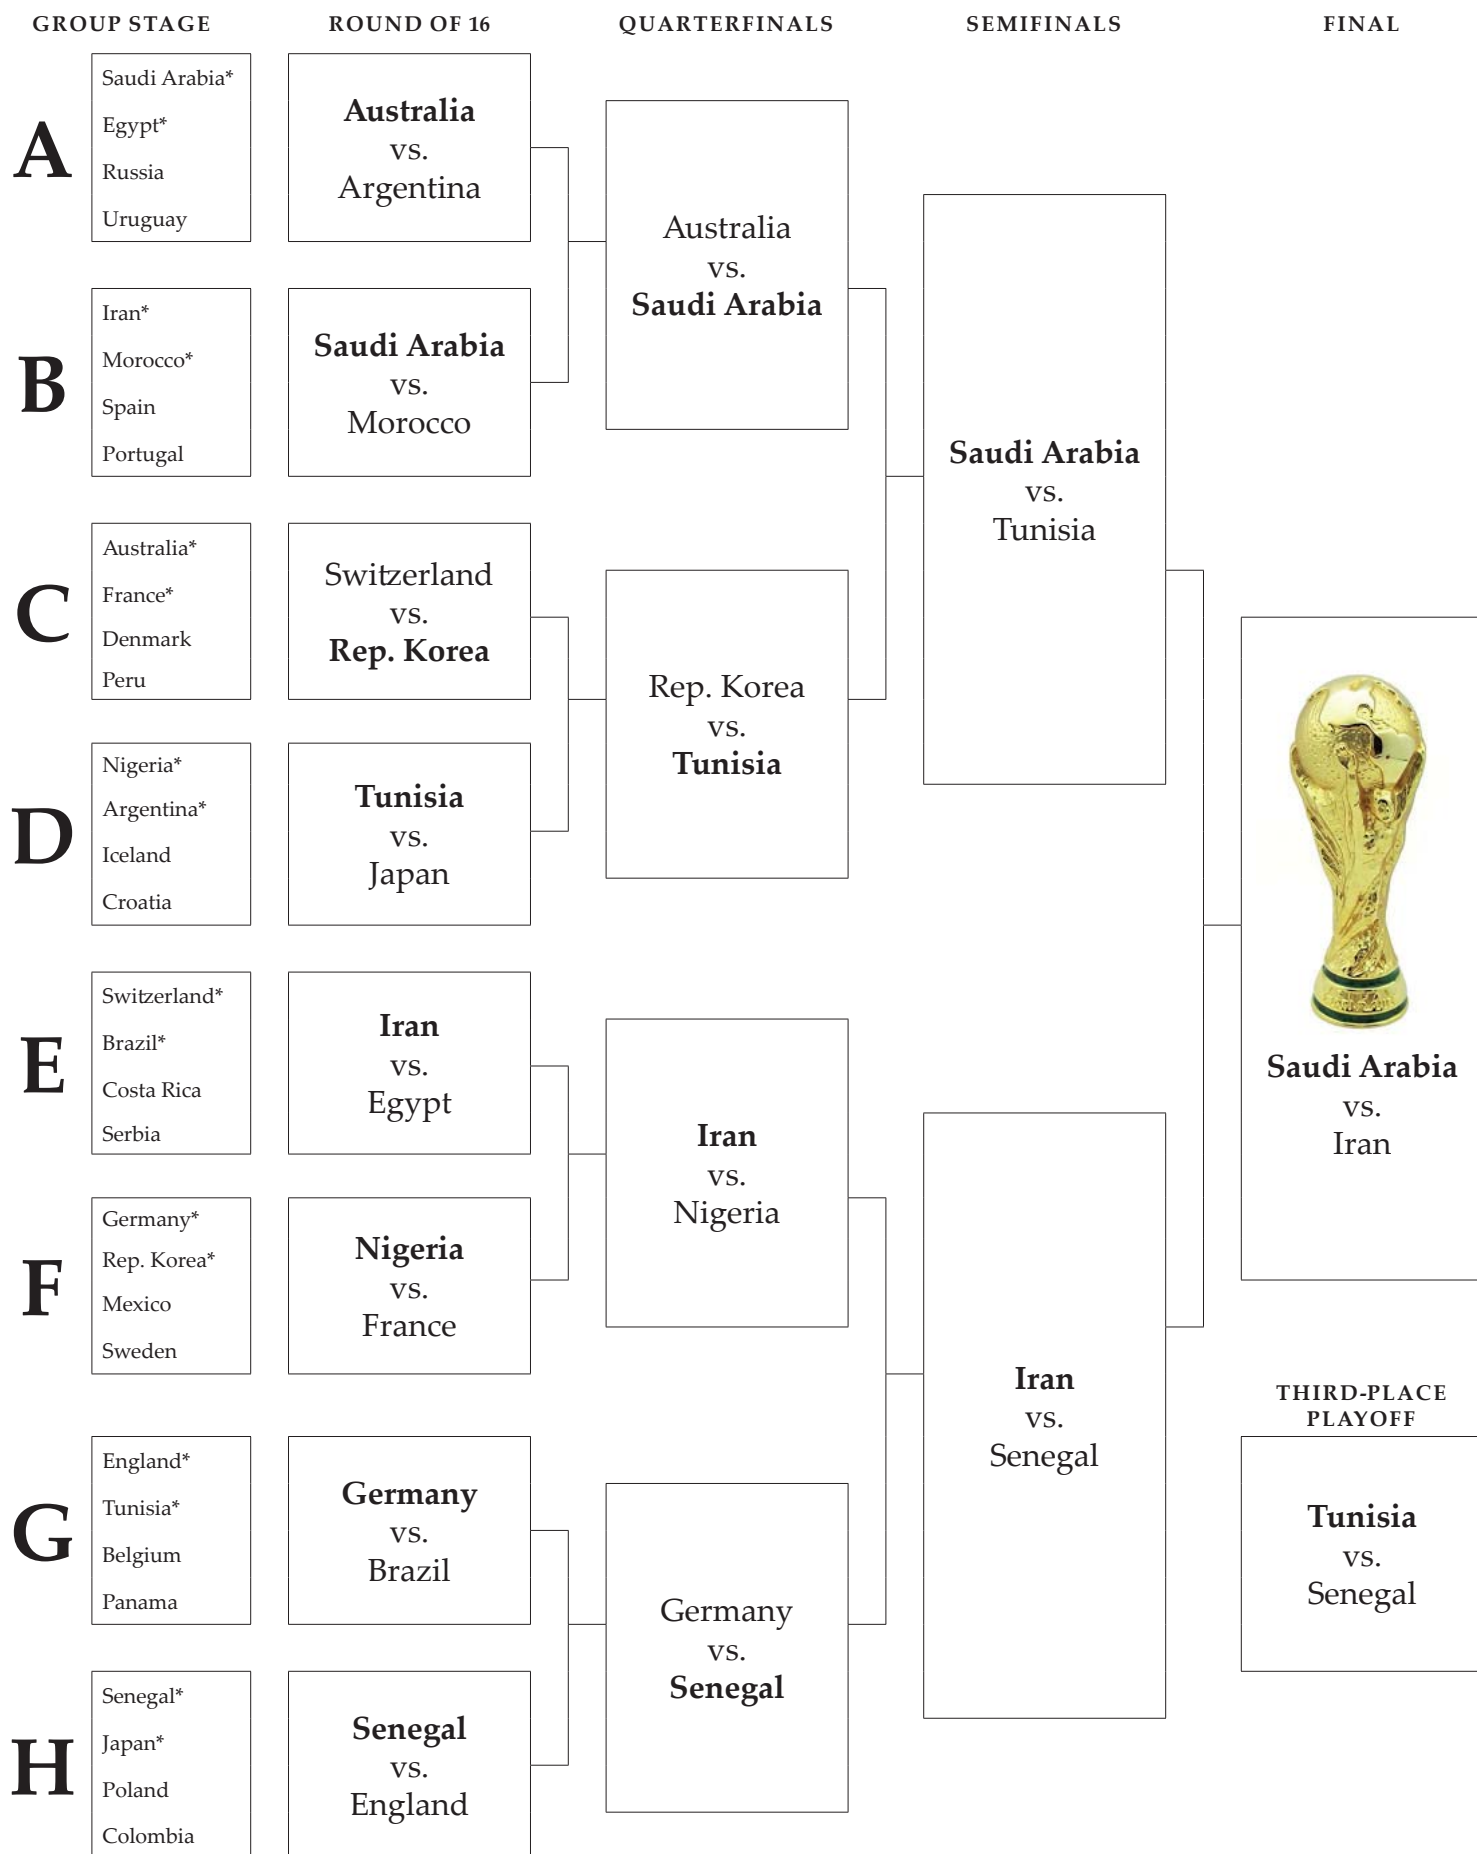 GROUP STAGE
ROUND OF 16
QUARTERFINALS
SEMIFINALS
FINAL
A
Saudi Arabia*
Egypt*
Russia
Uruguay
B
Iran*
Morocco*
Spain
Portugal
C
Australia*
France*
Denmark
Peru
D
Nigeria*
Argentina*
Iceland
Croatia
E
Switzerland*
Brazil*
Costa Rica
Serbia
F
Germany*
Rep. Korea*
Mexico
Sweden
G
England*
Tunisia*
Belgium
Panama
H
Senegal*
Japan*
Poland
Colombia
Australia
vs.
Argentina
Saudi Arabia
vs.
Morocco
Switzerland
vs.
Rep. Korea
Tunisia
vs.
Japan
Iran
vs.
Egypt
Nigeria
vs.
France
Germany
vs.
Brazil
Senegal
vs.
England
Australia
vs.
Saudi Arabia
Rep. Korea
vs.
Tunisia
Iran
vs.
Nigeria
Germany
vs.
Senegal
Saudi Arabia
vs.
Tunisia
Iran
vs.
Senegal
Saudi Arabia
vs.
Iran
THIRD-PLACE
PLAYOFF
Tunisia
vs.
Senegal